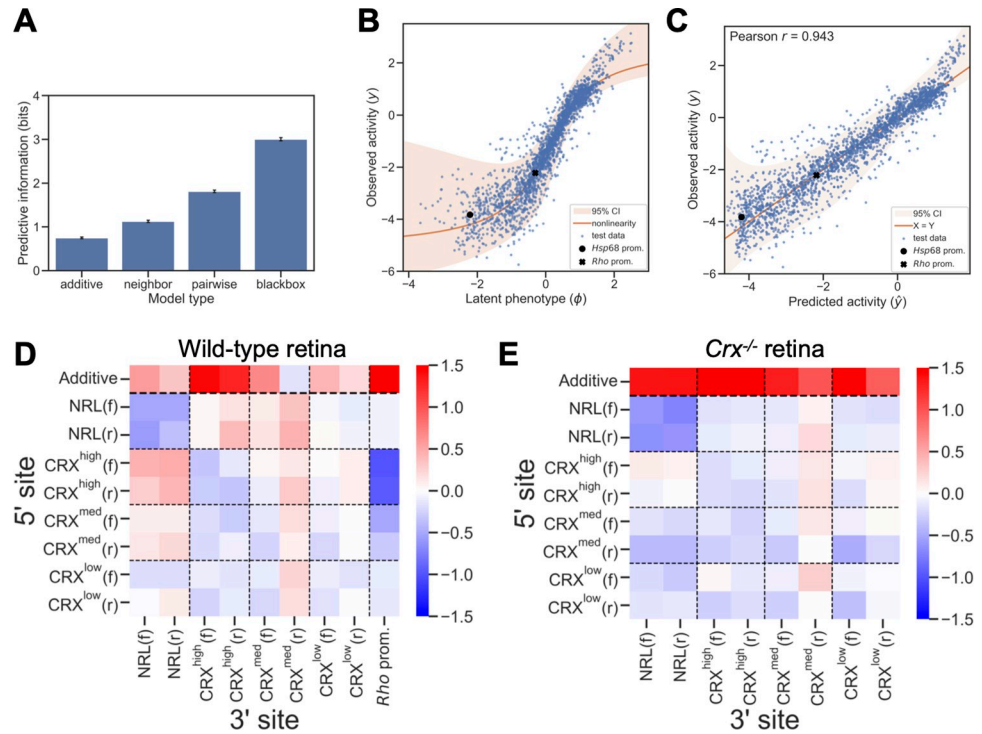 A
Predictive information (bits)
4
3
2
1
0
additive neighbor pairwise blackbox
Model type
B
Observed activity (y)
2
0
−2
−4
−6
95% CI
nonlinearity
test data
Hsp68 prom.
Rho prom.
−4 −2 0 2
Latent phenotype (ϕ)
C
Pearson r = 0.943
Observed activity (y)
2
0
−2
−4
−6
95% CI
X = Y
test data
Hsp68 prom.
Rho prom.
−4 −2 0
Predicted activity (ŷ)
D
Wild-type retina
5' site
Additive
NRL(f)
NRL(r)
CRXhigh(f)
CRXhigh(r)
CRXmed(f)
CRXmed(r)
CRXlow(f)
CRXlow(r)
NRL(f)
NRL(r)
CRXhigh(f)
CRXhigh(r)
CRXmed(f)
CRXmed(r)
CRXlow(f)
CRXlow(r)
Rho prom.
3' site
1.5
1.0
0.5
0.0
−0.5
−1.0
−1.5
E
Crx-/- retina
5' site
Additive
NRL(f)
NRL(r)
CRXhigh(f)
CRXhigh(r)
CRXmed(f)
CRXmed(r)
CRXlow(f)
CRXlow(r)
NRL(f)
NRL(r)
CRXhigh(f)
CRXhigh(r)
CRXmed(f)
CRXmed(r)
CRXlow(f)
CRXlow(r)
3' site
1.5
1.0
0.5
0.0
−0.5
−1.0
−1.5